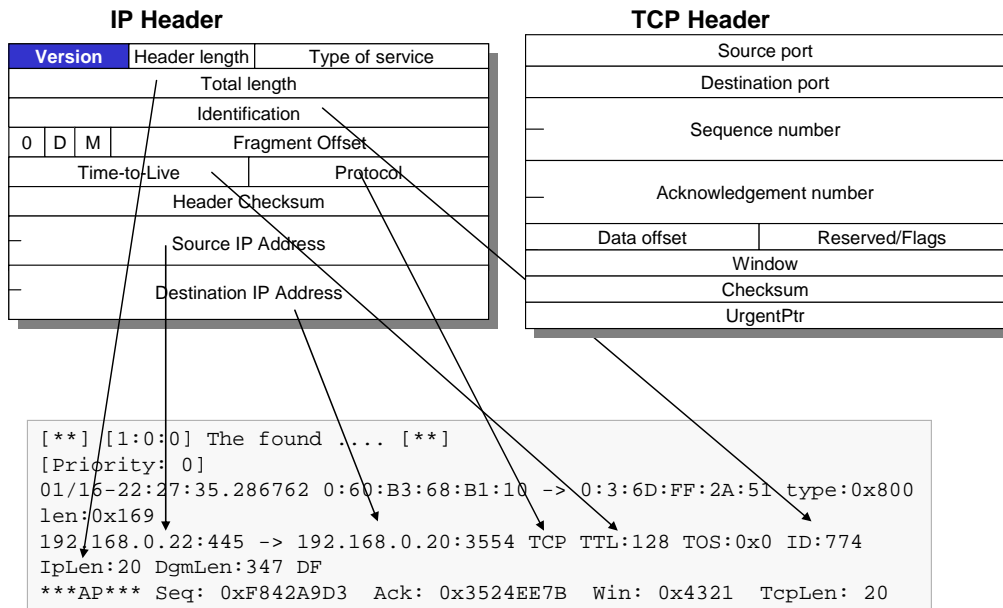 IP Header
TCP Header
Version Header length Type of service
Total length
Identification
0 D M Fragment Offset
Time-to-Live Protocol
Header Checksum
Source IP Address
Destination IP Address
Source port
Destination port
Sequence number
Acknowledgement number
Data offset Reserved/Flags
Window
Checksum
UrgentPtr
[**] [1:0:0] The found .... [**]
[Priority: 0]
01/16-22:27:35.286762 0:60:B3:68:B1:10 -> 0:3:6D:FF:2A:51 type:0x800
len:0x169
192.168.0.22:445 -> 192.168.0.20:3554 TCP TTL:128 TOS:0x0 ID:774
IpLen:20 DgmLen:347 DF
***AP*** Seq: 0xF842A9D3 Ack: 0x3524EE7B Win: 0x4321 TcpLen: 20